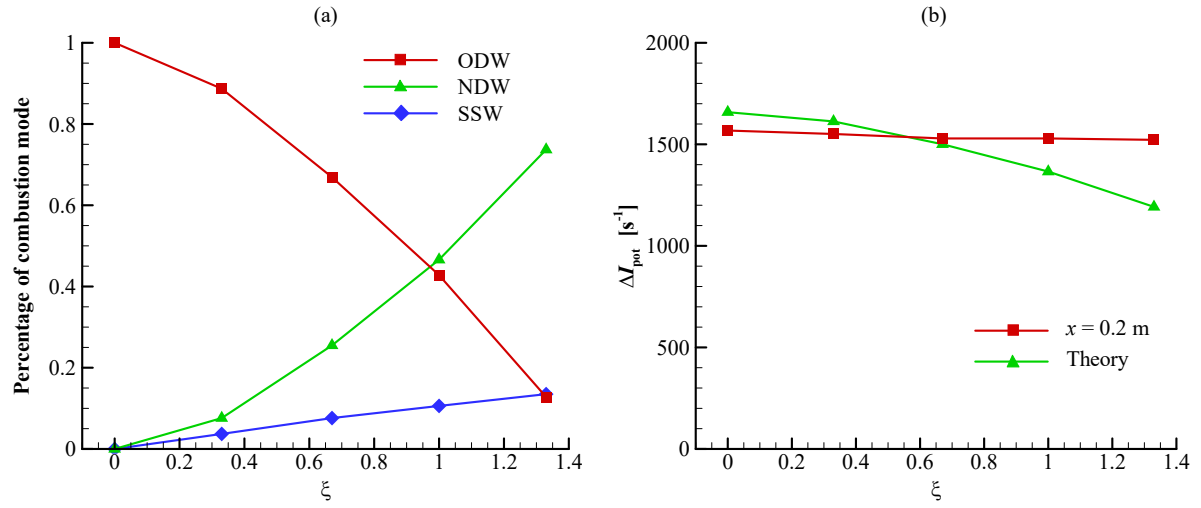 (a)
Percentage of combustion mode
1
0.8
0.6
0.4
0.2
0
0 0.2 0.4 0.6 0.8 1 1.2 1.4
ξ
ODW
NDW
SSW
(b)
ΔI_pot [s⁻¹]
2000
1500
1000
500
0
0 0.2 0.4 0.6 0.8 1 1.2 1.4
ξ
x = 0.2 m
Theory